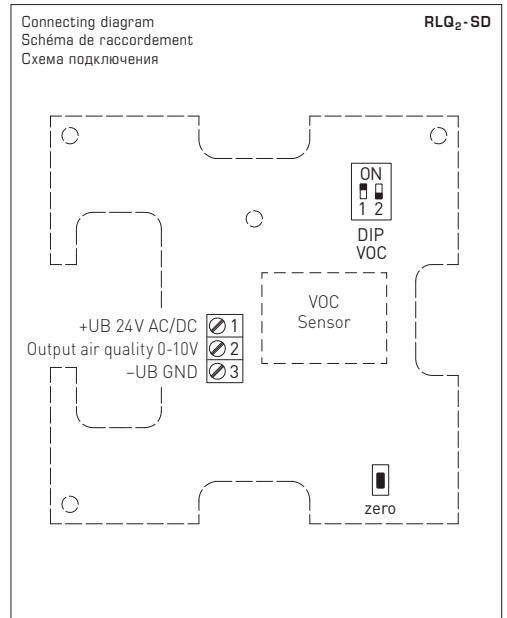 Connecting diagram
Schéma de raccordement
Схема подключения
RLQ₂-SD
ON
1 2
DIP
VOC
VOC
Sensor
+UB 24V AC/DC 1
Output air quality 0-10V 2
–UB GND 3
zero